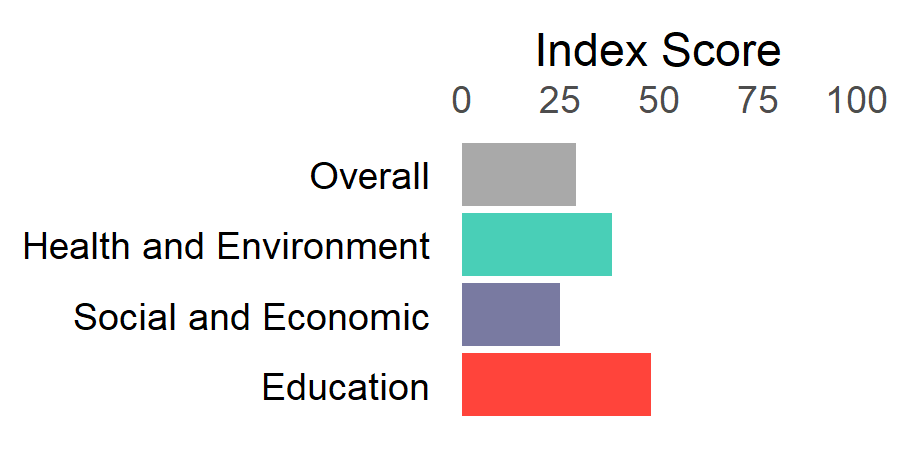 Index Score
0 25 50 75 100
Overall
Health and Environment
Social and Economic
Education